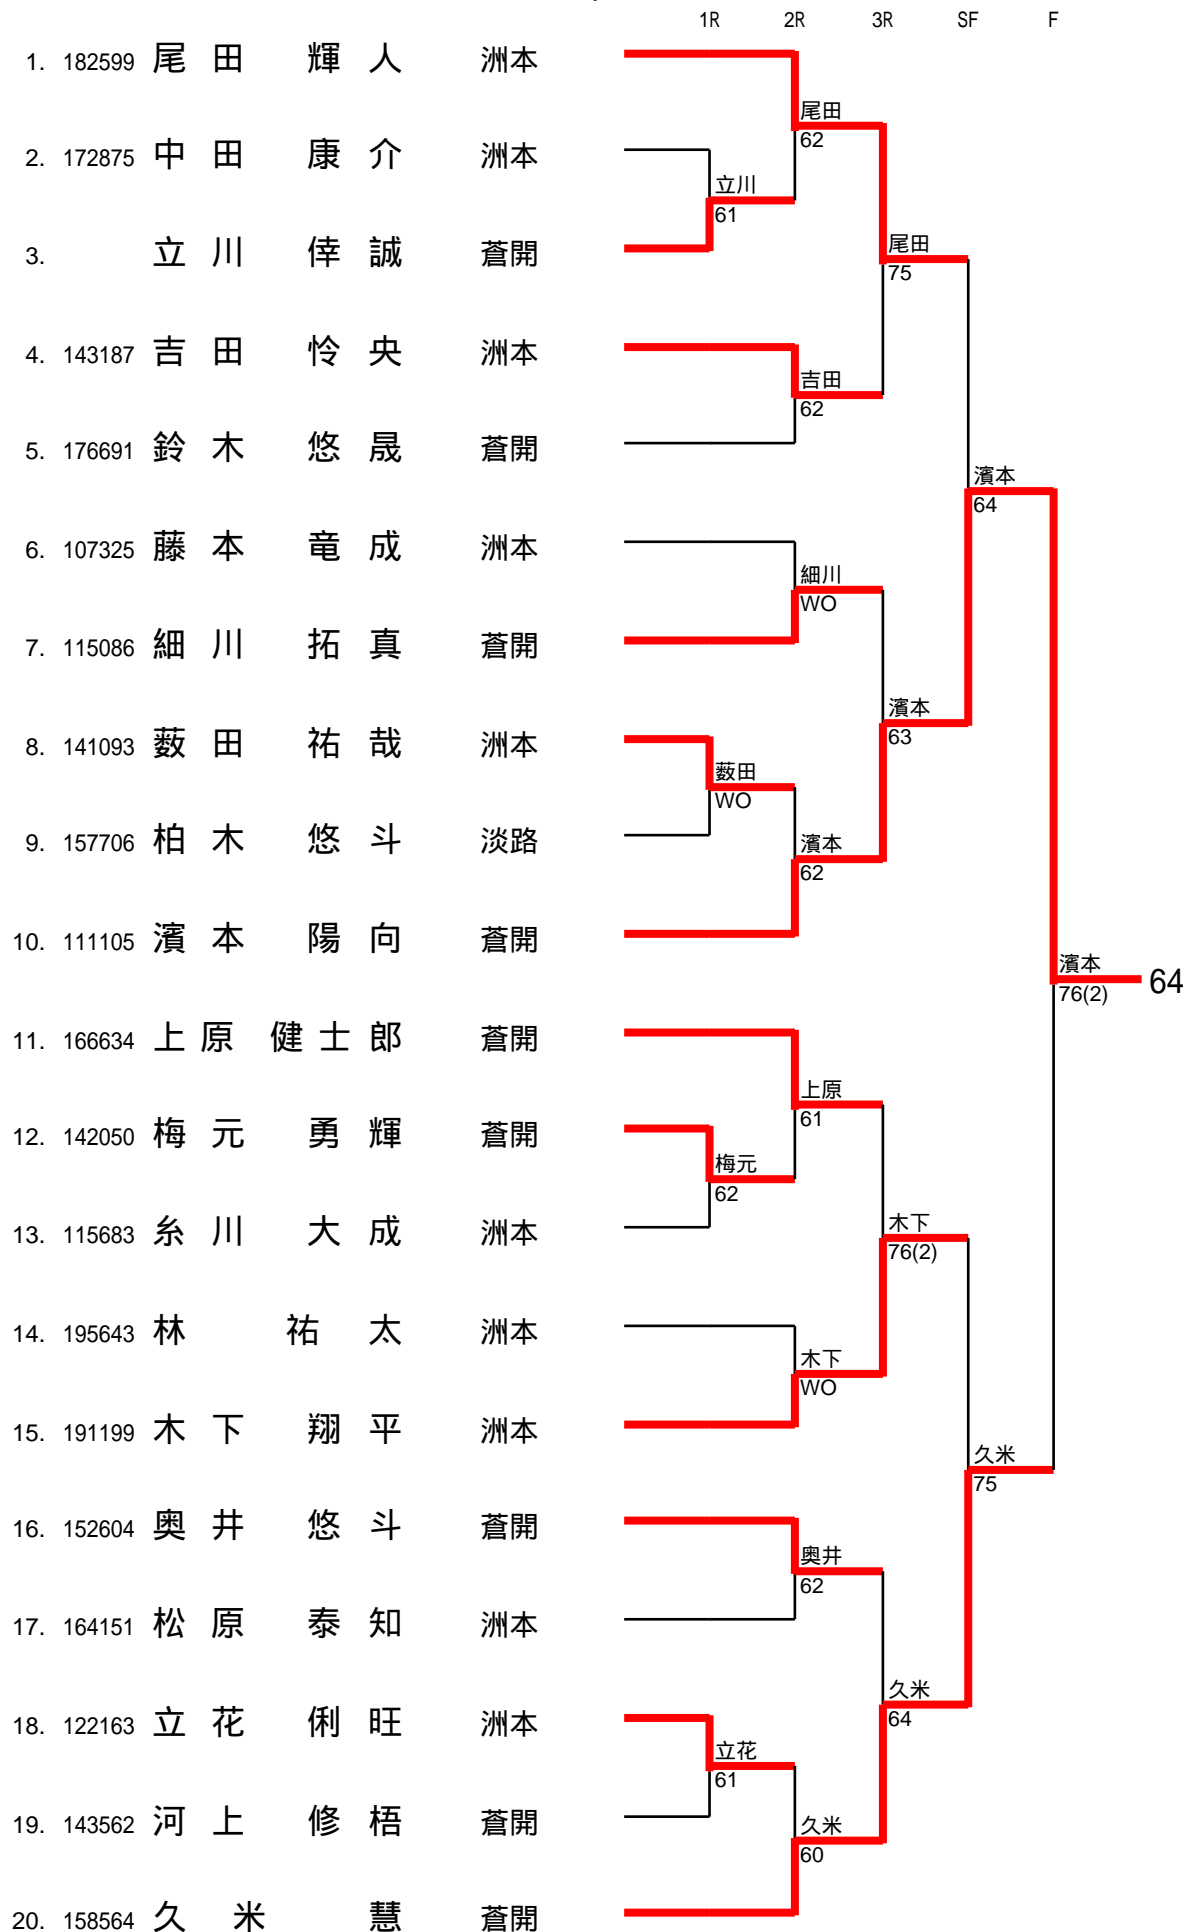 1R 2R 3R SF F
1. 182599 尾田 輝人 洲本
尾田
62
2. 172875 中田 康介 洲本
立川
61
3. 立川 倖誠 蒼開
尾田
75
4. 143187 吉田 怜央 洲本
吉田
62
5. 176691 鈴木 悠晟 蒼開
濱本
64
6. 107325 藤本 竜成 洲本
細川
WO
7. 115086 細川 拓真 蒼開
濱本
63
8. 141093 薮田 祐哉 洲本
薮田
WO
9. 157706 柏木 悠斗 淡路
濱本
62
10. 111105 濱本 陽向 蒼開
濱本
76(2) 64
11. 166634 上原 健士郎 蒼開
上原
61
12. 142050 梅元 勇輝 蒼開
梅元
62
13. 115683 糸川 大成 洲本
木下
76(2)
14. 195643 林 祐太 洲本
木下
WO
15. 191199 木下 翔平 洲本
久米
75
16. 152604 奥井 悠斗 蒼開
奥井
62
17. 164151 松原 泰知 洲本
久米
64
18. 122163 立花 俐旺 洲本
立花
61
19. 143562 河上 修梧 蒼開
久米
60
20. 158564 久米 慧 蒼開